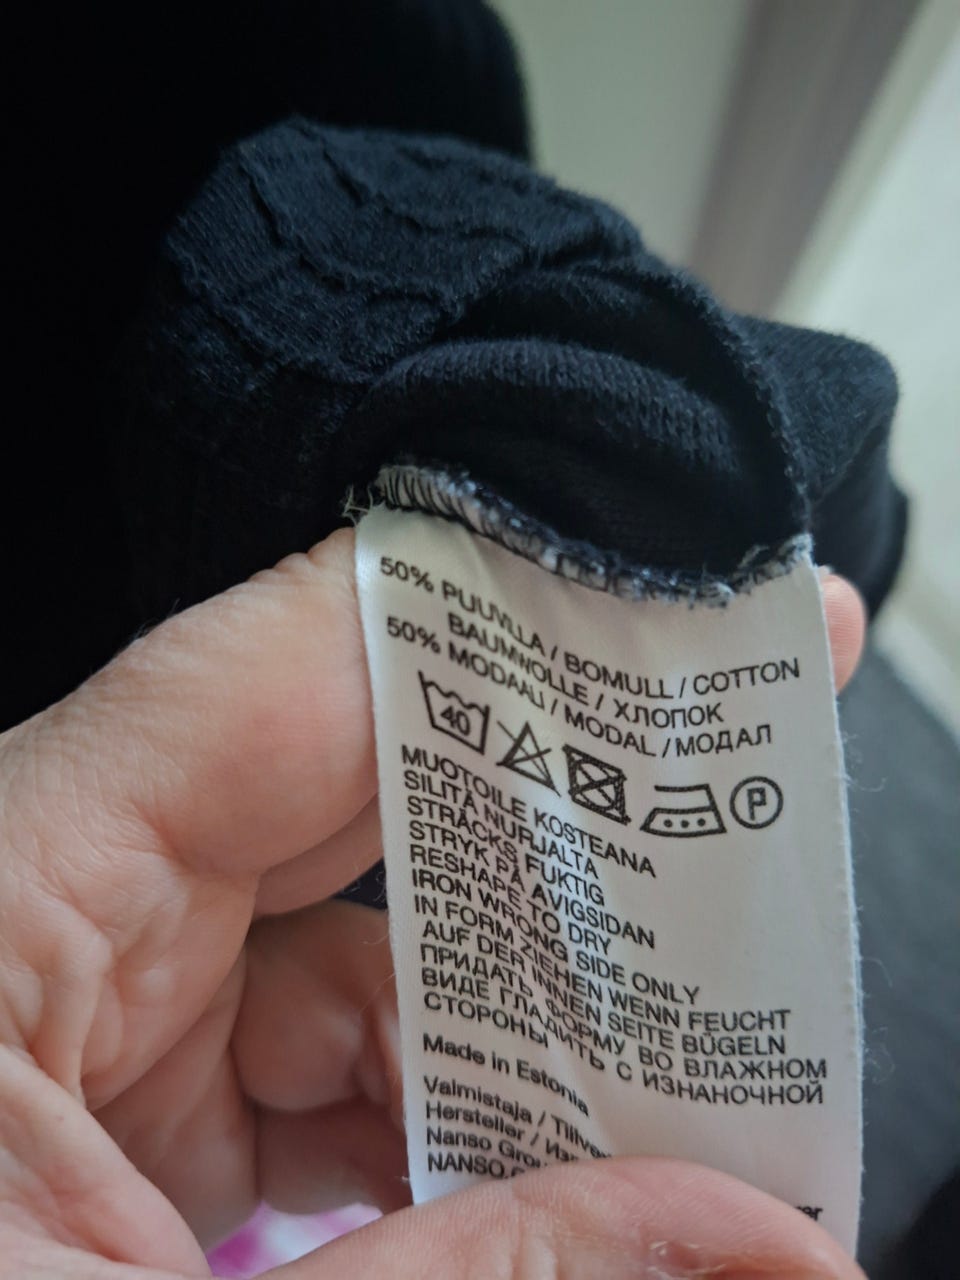 50% PUUVILLA / BOMULL / COTTON
BAUMWOLLE / ХЛОПОК
50% MODAALI / MODAL / МОДАЛ
40 P
MUOTOILE KOSTEANA
SILITÄ NURJALTA
STRÄCKS FUKTIG
STRYK PÅ AVIGSIDAN
RESHAPE TO DRY
IRON WRONG SIDE ONLY
IN FORM ZIEHEN WENN FEUCHT
AUF DER INNEN SEITE BÜGELN
ПРИДАТЬ ФОРМУ ВО ВЛАЖНОМ
ВИДЕ ГЛАДИТЬ С ИЗНАНОЧНОЙ
СТОРОНЫ
Made in Estonia
Valmistaja /
Hersteller /
Nanso